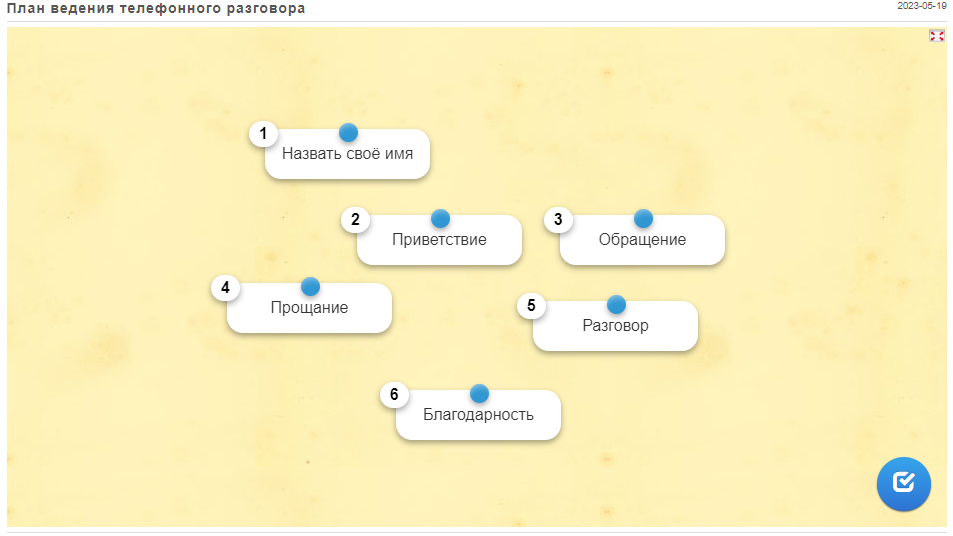 План ведения телефонного разговора
2023-05-19
1
Назвать своё имя
2
Приветствие
3
Обращение
4
Прощание
5
Разговор
6
Благодарность